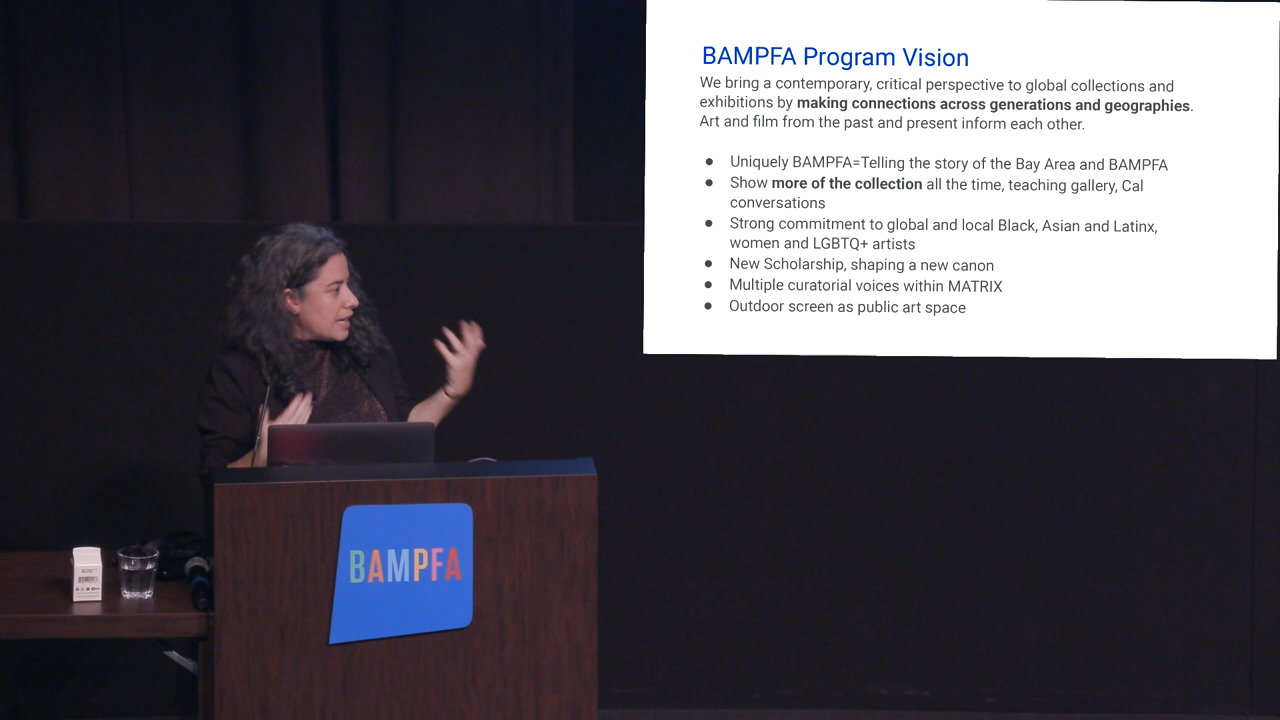 BAMPFA Program Vision
We bring a contemporary, critical perspective to global collections and
exhibitions by making connections across generations and geographies.
Art and film from the past and present inform each other.
● Uniquely BAMPFA=Telling the story of the Bay Area and BAMPFA
● Show more of the collection all the time, teaching gallery, Cal
conversations
● Strong commitment to global and local Black, Asian and Latinx,
women and LGBTQ+ artists
● New Scholarship, shaping a new canon
● Multiple curatorial voices within MATRIX
● Outdoor screen as public art space
BAMPFA